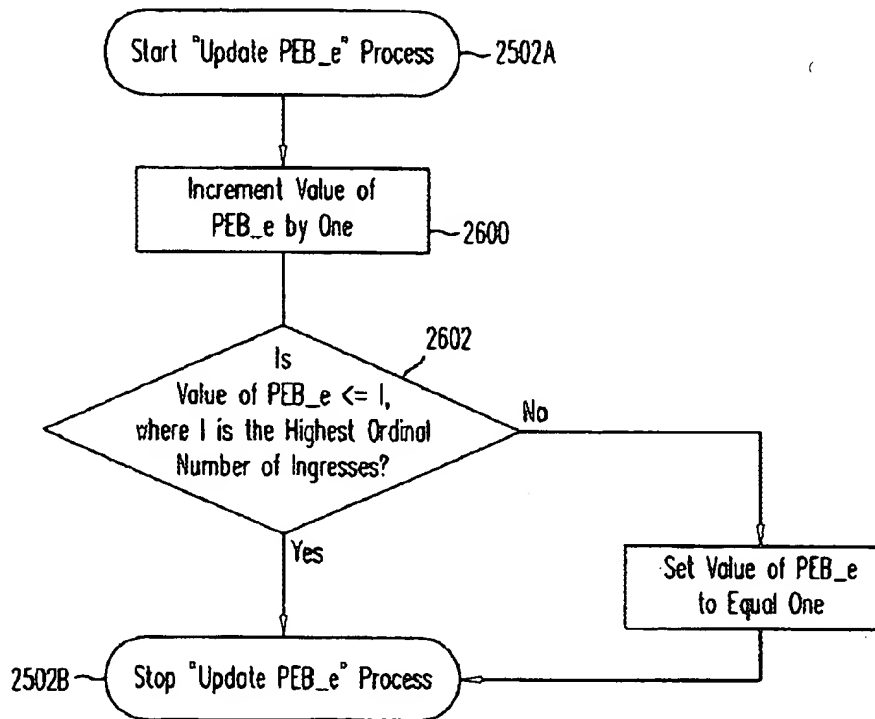 Start "Update PEB_e" Process
2502A
Increment Value of
PEB_e by One
2600
2602
Is
Value of PEB_e <= I,
where I is the Highest Ordinal
Number of Ingresses?
No
Yes
Set Value of PEB_e
to Equal One
2502B
Stop "Update PEB_e" Process